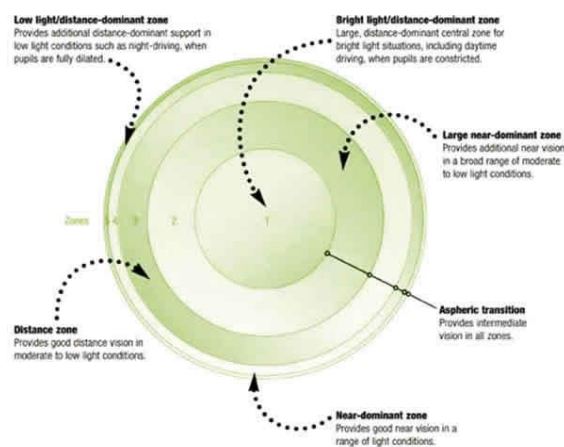 Low light/distance-dominant zone
Provides additional distance-dominant support in
low light conditions such as night-driving, when
pupils are fully dilated.
Bright light/distance-dominant zone
Large, distance-dominant central zone for
bright light situations, including daytime
driving, when pupils are constricted.
Large near-dominant zone
Provides additional near vision
in a broad range of moderate
to low light conditions.
Zones 5 4 3 2 1
Distance zone
Provides good distance vision in
moderate to low light conditions.
Aspheric transition
Provides intermediate
vision in all zones.
Near-dominant zone
Provides good near vision in a
range of light conditions.